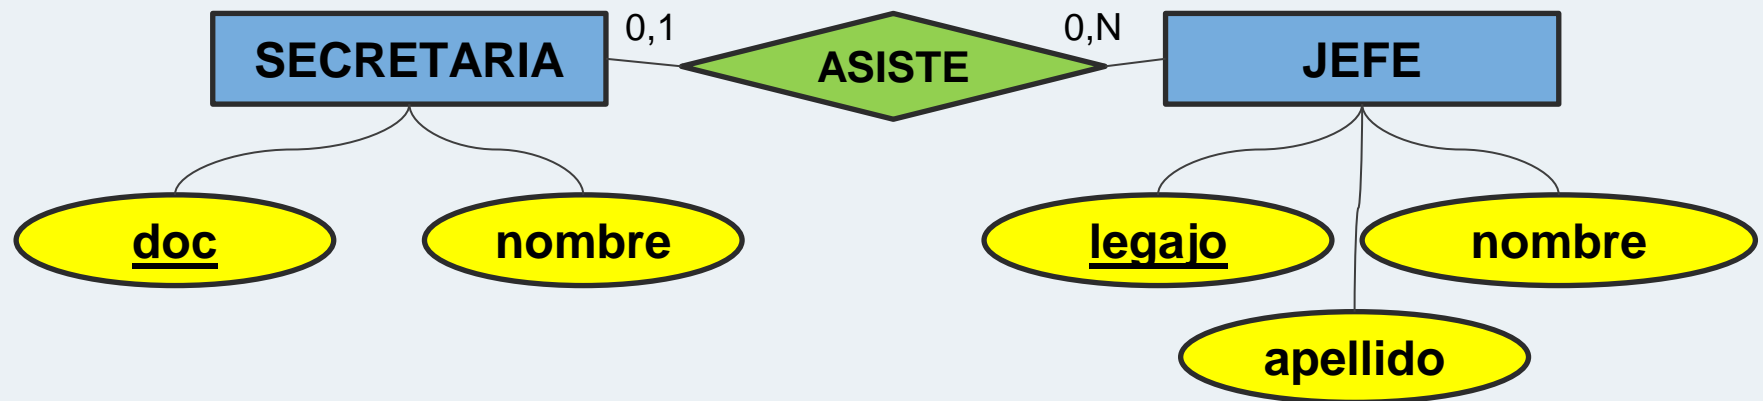 SECRETARIA
0,1
ASISTE
0,N
JEFE
doc
nombre
legajo
nombre
apellido